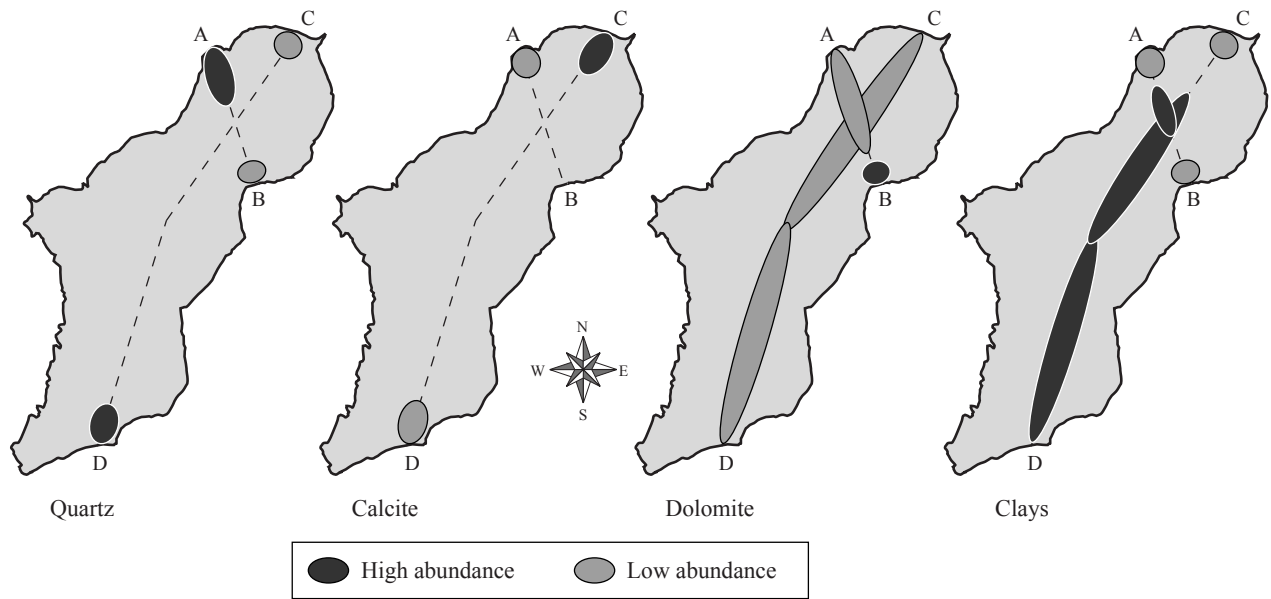 A
C
B
D
Quartz
A
C
B
D
Calcite
N
W
E
S
A
C
B
D
Dolomite
A
C
B
D
Clays
High abundance
Low abundance